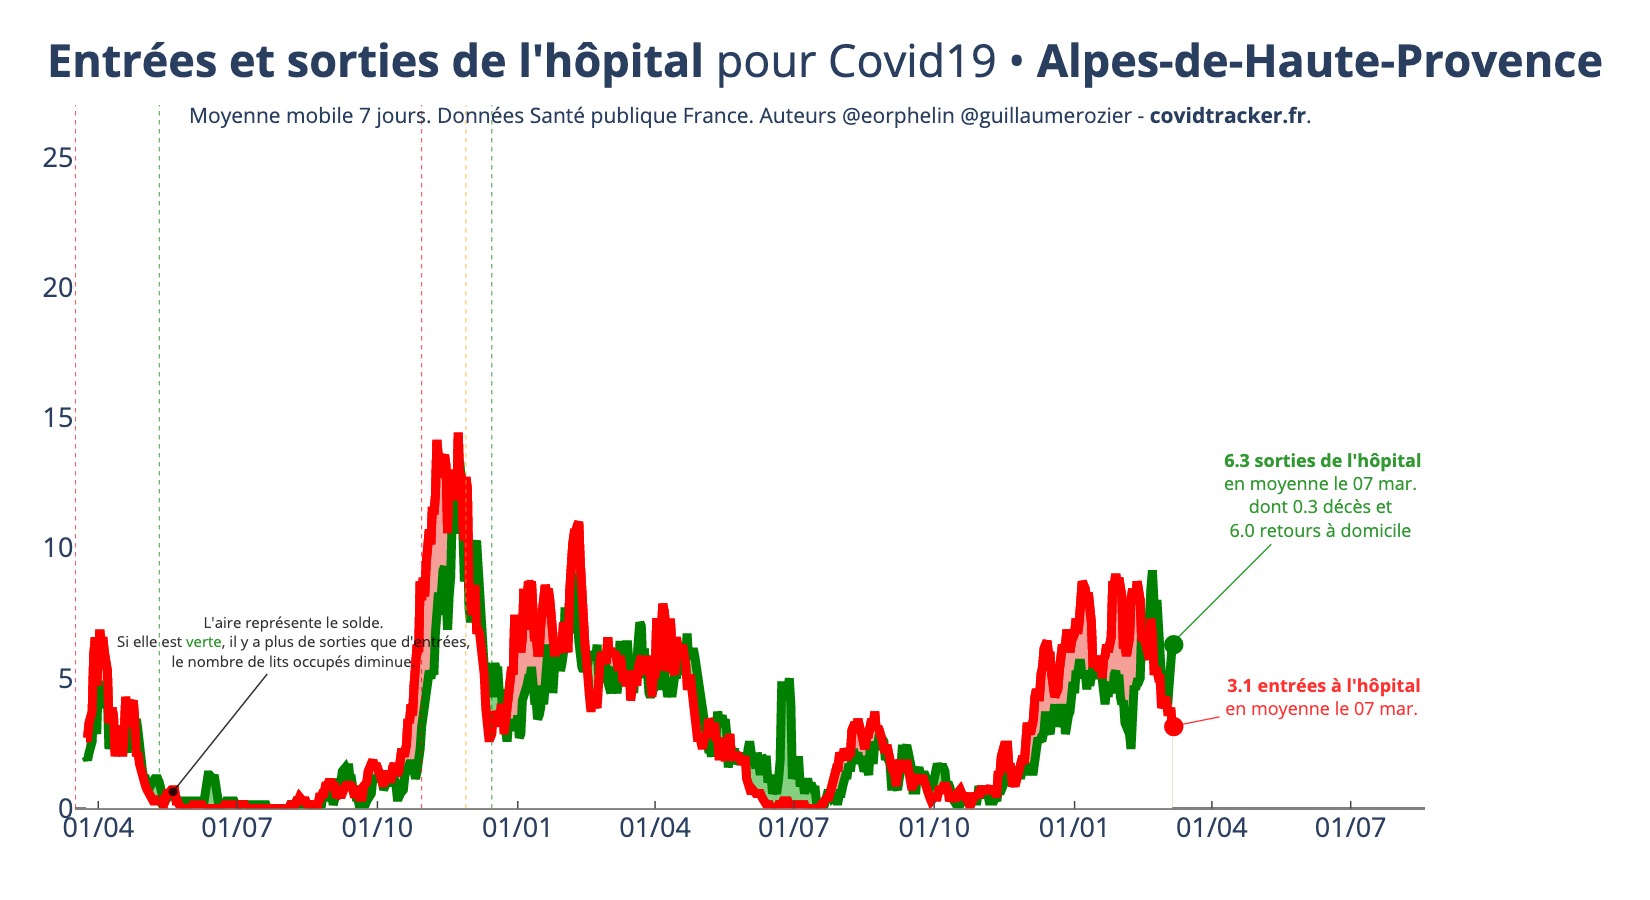 Entrées et sorties de l'hôpital pour Covid19 • Alpes-de-Haute-Provence
Moyenne mobile 7 jours. Données Santé publique France. Auteurs @eorphelin @guillaumerozier - covidtracker.fr.
25
20
15
10
5
0
L'aire représente le solde.
Si elle est verte, il y a plus de sorties que d'entrées,
le nombre de lits occupés diminue.
6.3 sorties de l'hôpital
en moyenne le 07 mar.
dont 0.3 décès et
6.0 retours à domicile
3.1 entrées à l'hôpital
en moyenne le 07 mar.
01/04 01/07 01/10 01/01 01/04 01/07 01/10 01/01 01/04 01/07